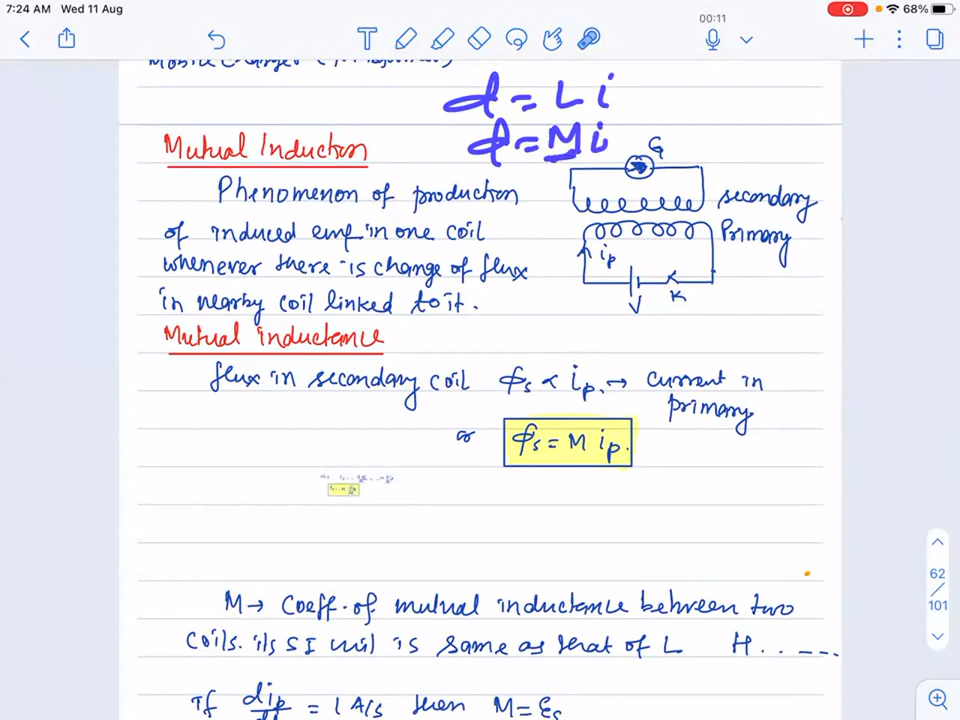 7:24 AM Wed 11 Aug
68%
00:11
T
ϕ = L i
ϕ = M i
Mutual Induction
G
Phenomenon of production
secondary
of induced emf in one coil
Primary
whenever there is change of flux
ip
in nearby coil linked to it.
K
V
Mutual inductance
flux in secondary coil ϕs ∝ ip → current in
primary
or ϕs = M ip.
62
/
101
M → Coeff. of mutual inductance between two
coils. its SI unit is same as that of L H.. ----
If dip/dt = 1 A/s then M = εs